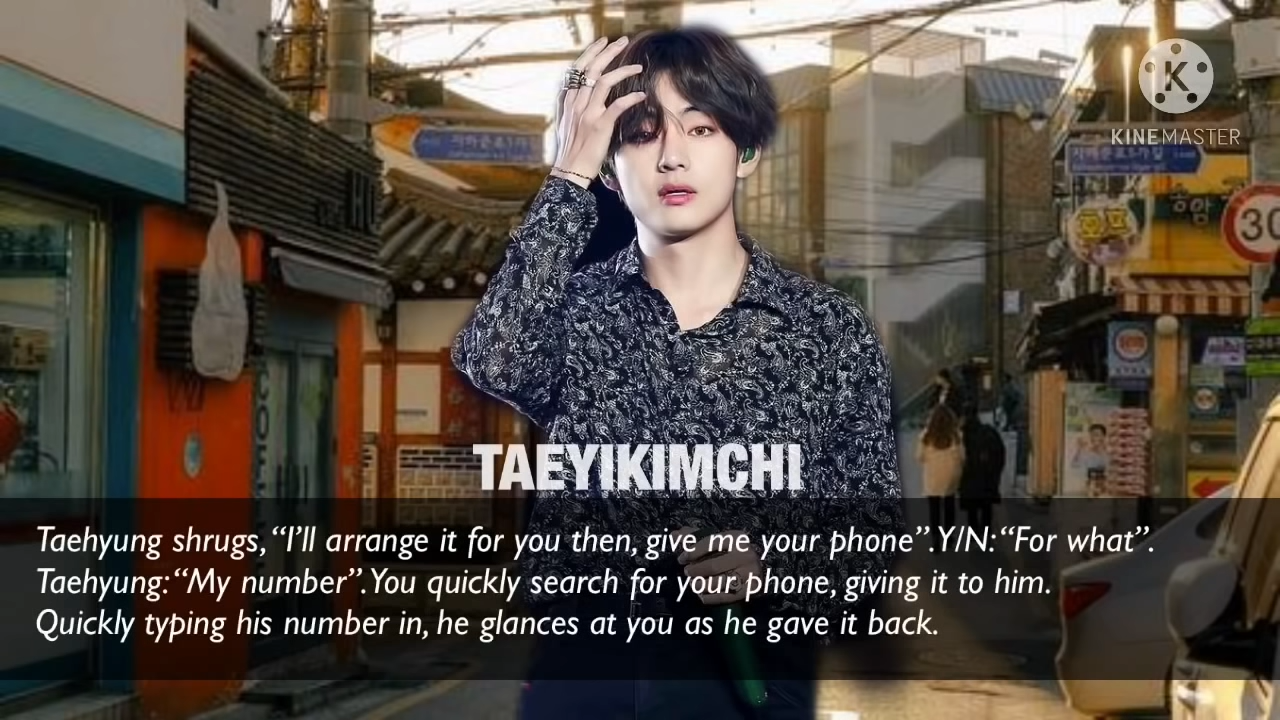 K
KINEMASTER
호프
30
TAEYIKIMCHI
Taehyung shrugs, “I’ll arrange it for you then, give me your phone”.Y/N:“For what”.
Taehyung:“My number”. You quickly search for your phone, giving it to him.
Quickly typing his number in, he glances at you as he gave it back.